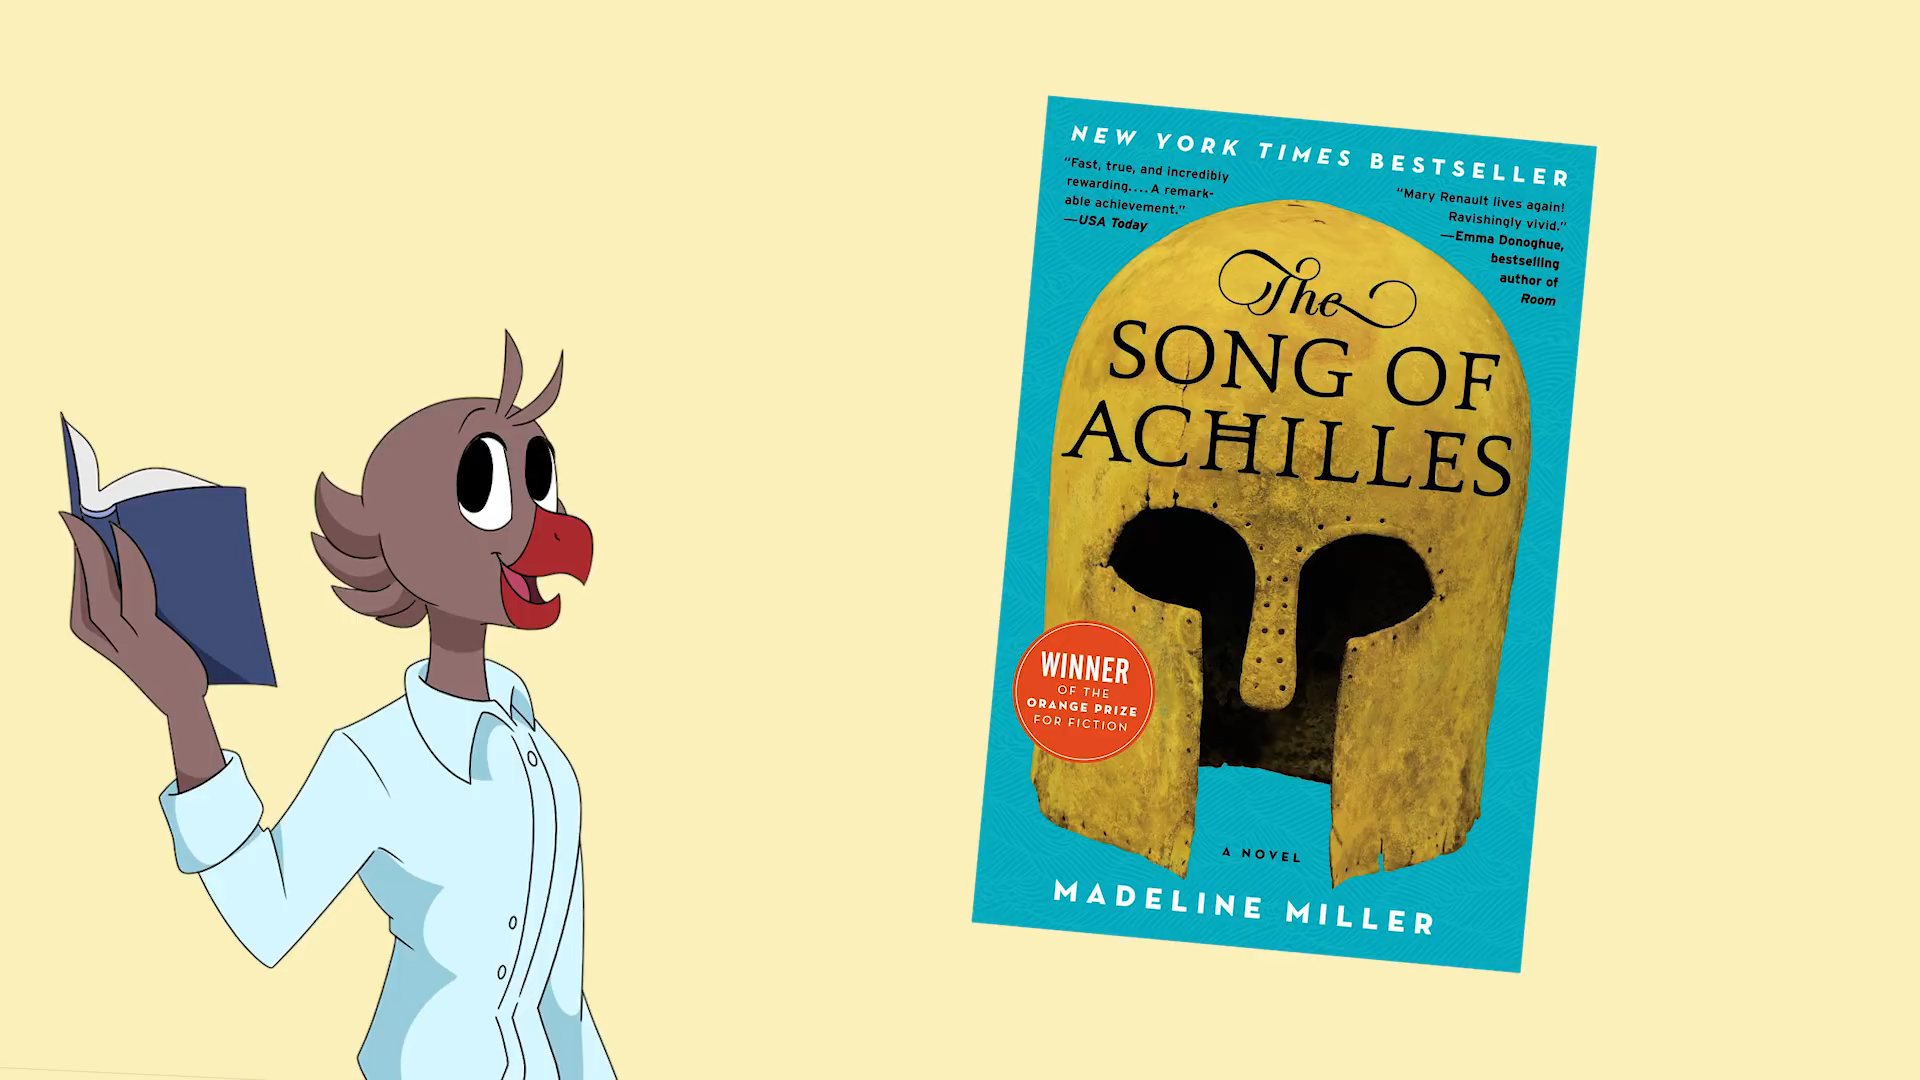 NEW YORK TIMES BESTSELLER
"Fast, true, and incredibly
rewarding.... A remark-
able achievement."
—USA Today
"Mary Renault lives again!
Ravishingly vivid."
—Emma Donoghue,
bestselling
author of
Room
The
SONG OF
ACHILLES
WINNER
OF THE
ORANGE PRIZE
FOR FICTION
A NOVEL
MADELINE MILLER